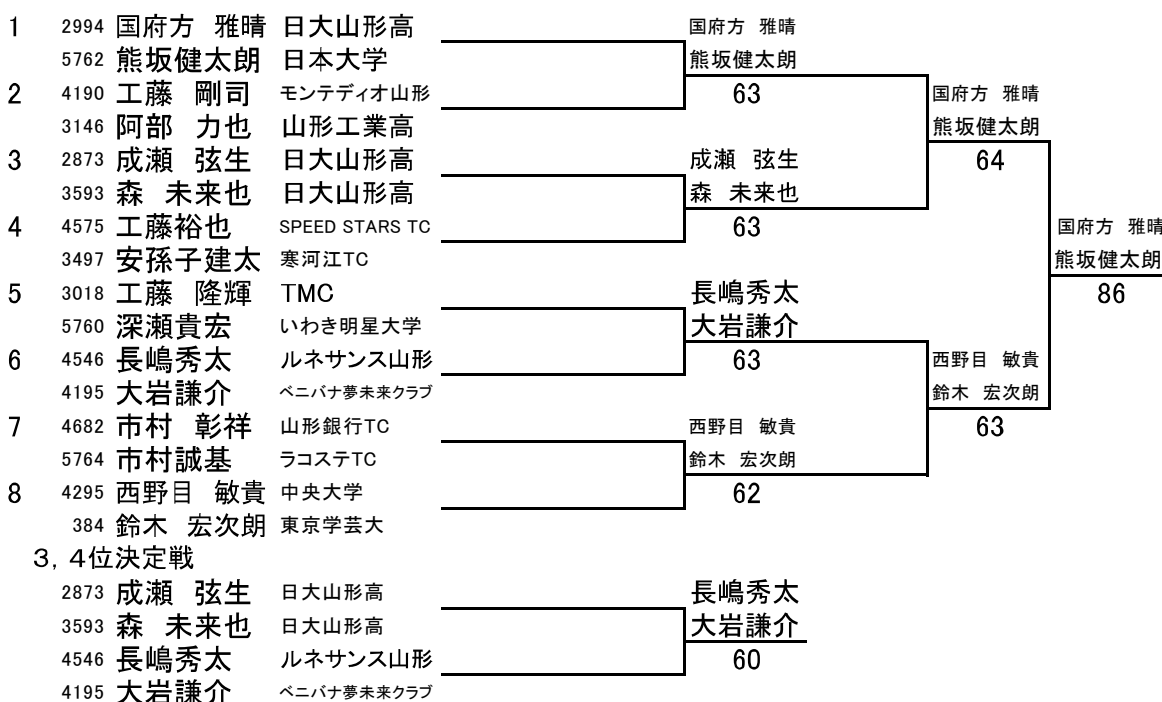 1 2994 国府方 雅晴 日大山形高 国府方 雅晴
5762 熊坂健太朗 日本大学 熊坂健太朗
2 4190 工藤 剛司 モンテディオ山形 63 国府方 雅晴
3146 阿部 力也 山形工業高 熊坂健太朗
3 2873 成瀬 弦生 日大山形高 成瀬 弦生 64
3593 森 未来也 日大山形高 森 未来也
4 4575 工藤裕也 SPEED STARS TC 63 国府方 雅晴
3497 安孫子建太 寒河江TC 熊坂健太朗
5 3018 工藤 隆輝 TMC 長嶋秀太 86
5760 深瀬貴宏 いわき明星大学 大岩謙介
6 4546 長嶋秀太 ルネサンス山形 63 西野目 敏貴
4195 大岩謙介 ベニバナ夢未来クラブ 鈴木 宏次朗
7 4682 市村 彰祥 山形銀行TC 西野目 敏貴 63
5764 市村誠基 ラコステTC 鈴木 宏次朗
8 4295 西野目 敏貴 中央大学 62
384 鈴木 宏次朗 東京学芸大
3，4位決定戦
2873 成瀬 弦生 日大山形高 長嶋秀太
3593 森 未来也 日大山形高 大岩謙介
4546 長嶋秀太 ルネサンス山形 60
4195 大岩謙介 ベニバナ夢未来クラブ